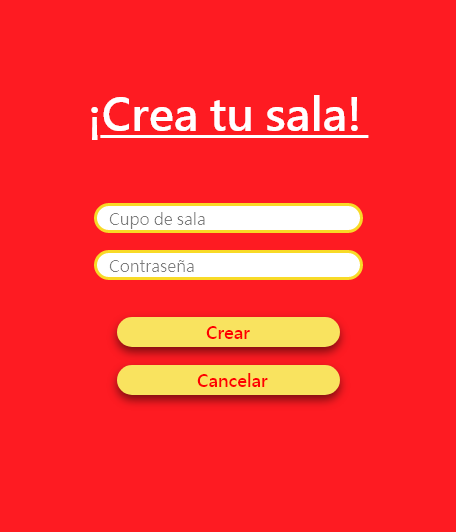 ¡Crea tu sala!
Cupo de sala
Contraseña
Crear
Cancelar